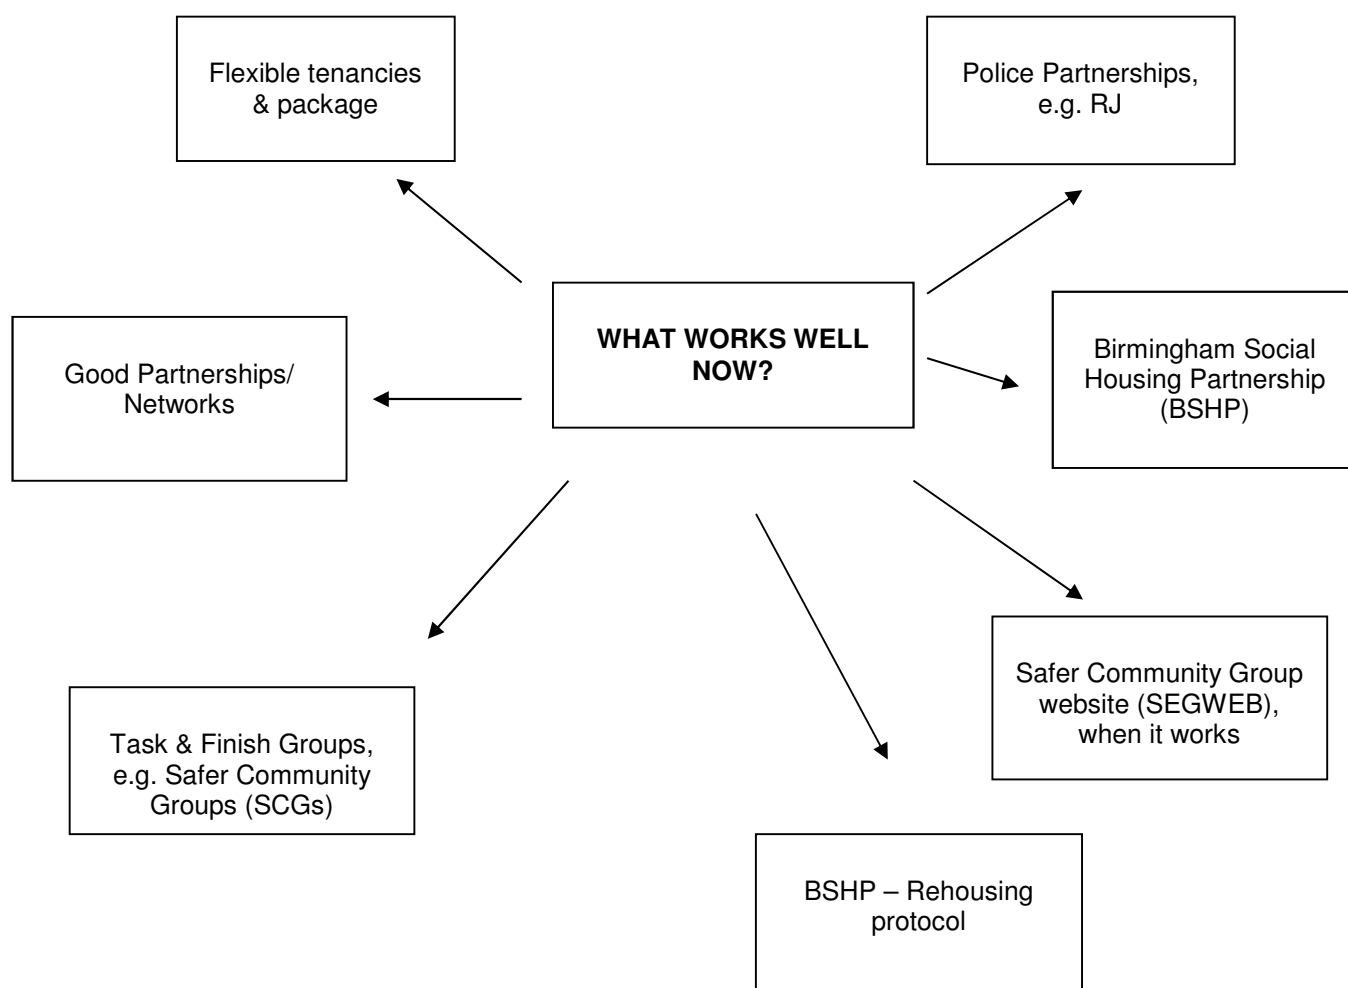 Flexible tenancies
& package
Police Partnerships,
e.g. RJ
WHAT WORKS WELL
NOW?
Good Partnerships/
Networks
Birmingham Social
Housing Partnership
(BSHP)
Safer Community Group
website (SEGWEB),
when it works
Task & Finish Groups,
e.g. Safer Community
Groups (SCGs)
BSHP – Rehousing
protocol